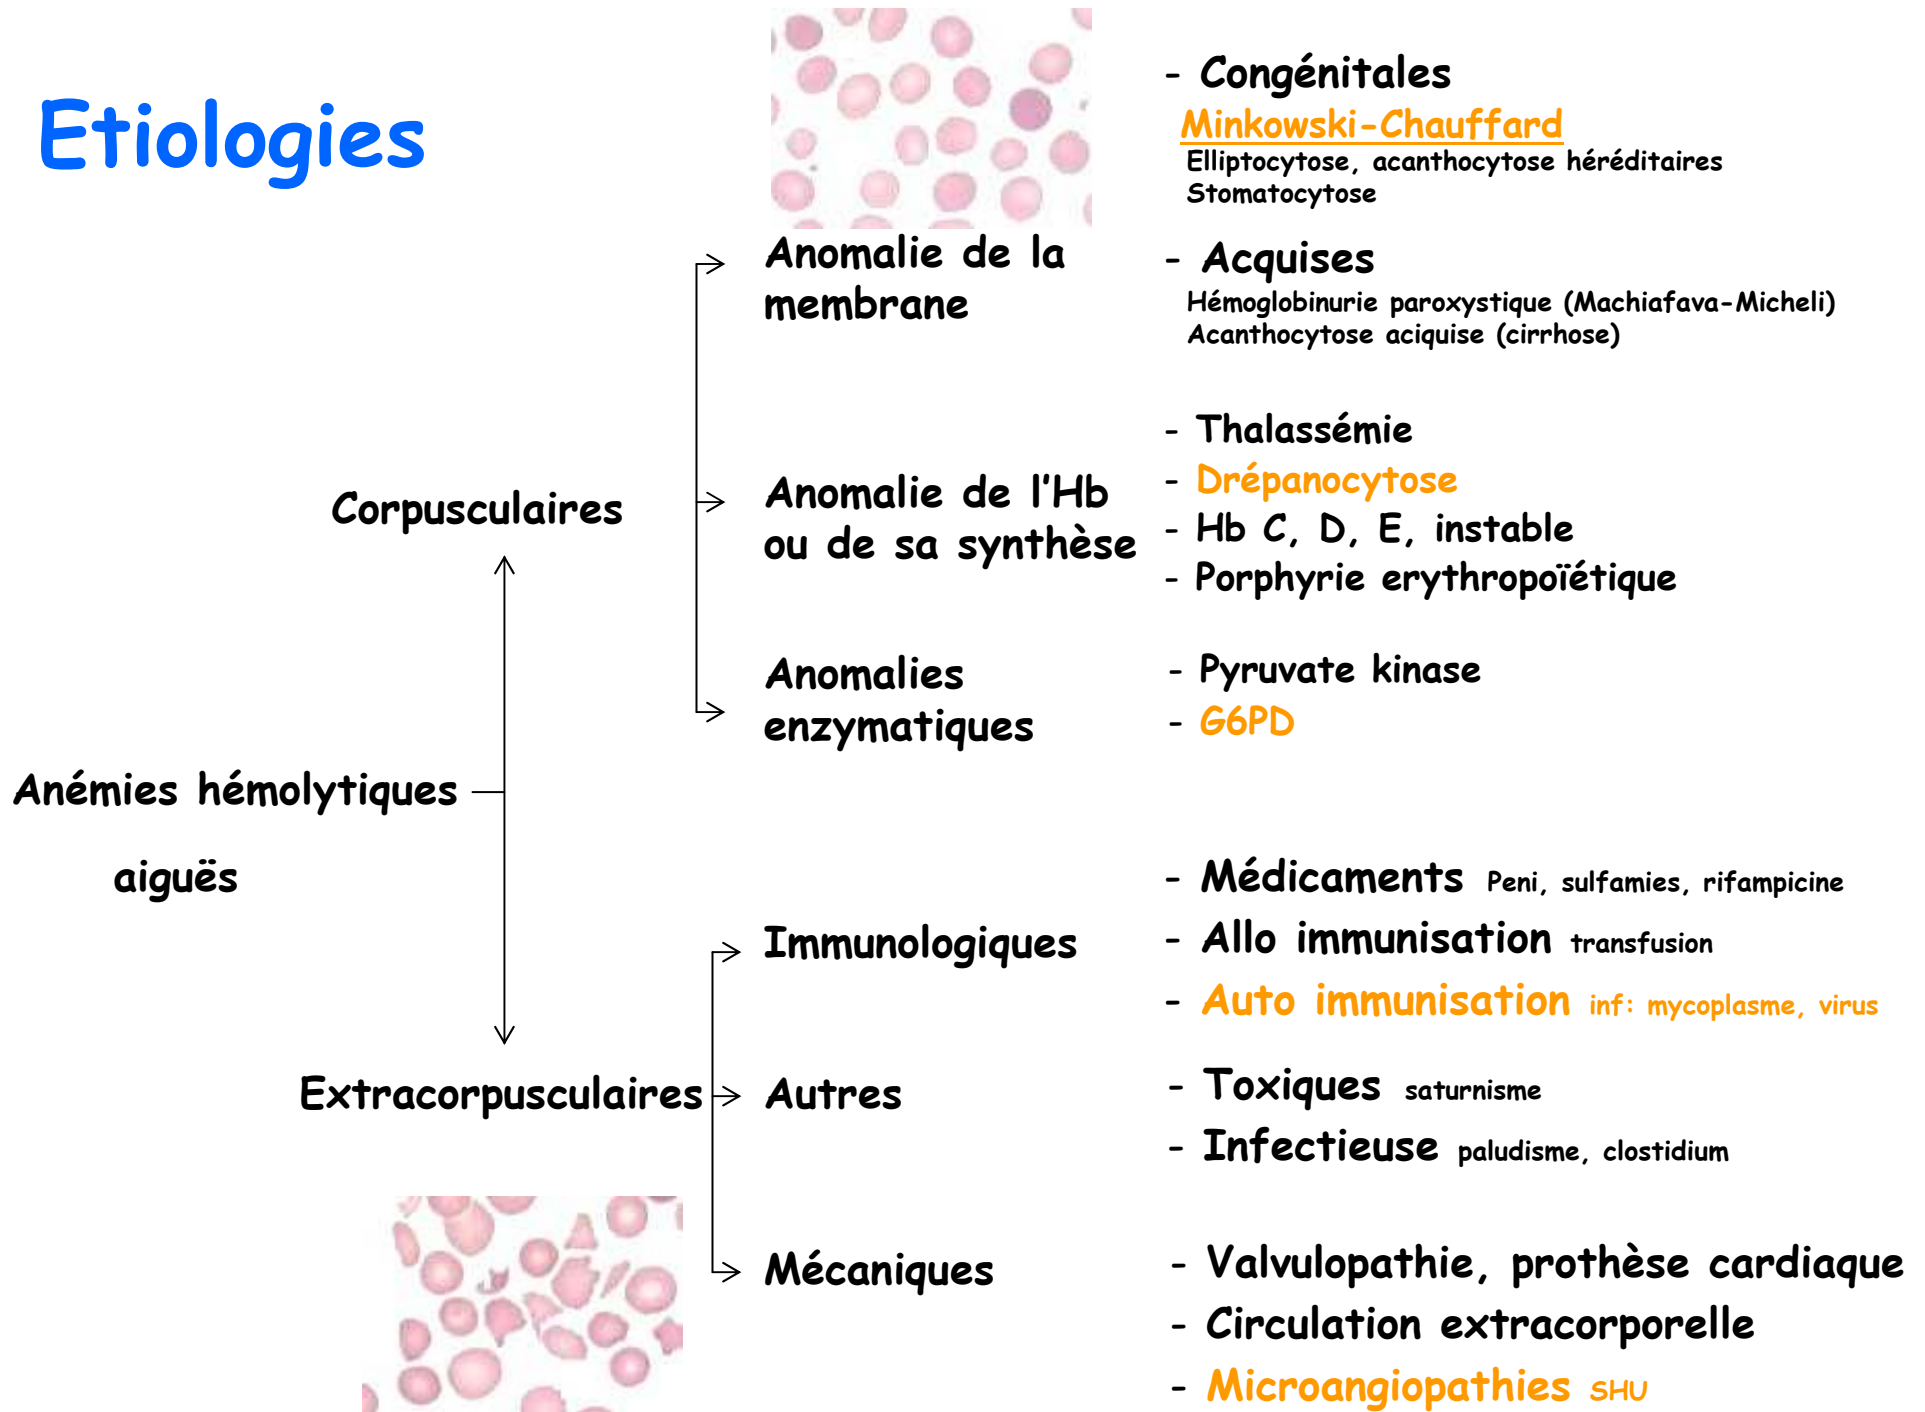 Etiologies
- Congénitales
Minkowski-Chauffard
Elliptocytose, acanthocytose héréditaires
Stomatocytose
Anomalie de la
membrane
- Acquises
Hémoglobinurie paroxystique (Machiafava-Micheli)
Acanthocytose aciquise (cirrhose)
Corpusculaires
Anomalie de l'Hb
ou de sa synthèse
- Thalassémie
- Drépanocytose
- Hb C, D, E, instable
- Porphyrie erythropoïétique
Anomalies
enzymatiques
- Pyruvate kinase
- G6PD
Anémies hémolytiques
aiguës
Immunologiques
- Médicaments Peni, sulfamies, rifampicine
- Allo immunisation transfusion
- Auto immunisation inf: mycoplasme, virus
Extracorpusculaires
Autres
- Toxiques saturnisme
- Infectieuse paludisme, clostidium
Mécaniques
- Valvulopathie, prothèse cardiaque
- Circulation extracorporelle
- Microangiopathies SHU